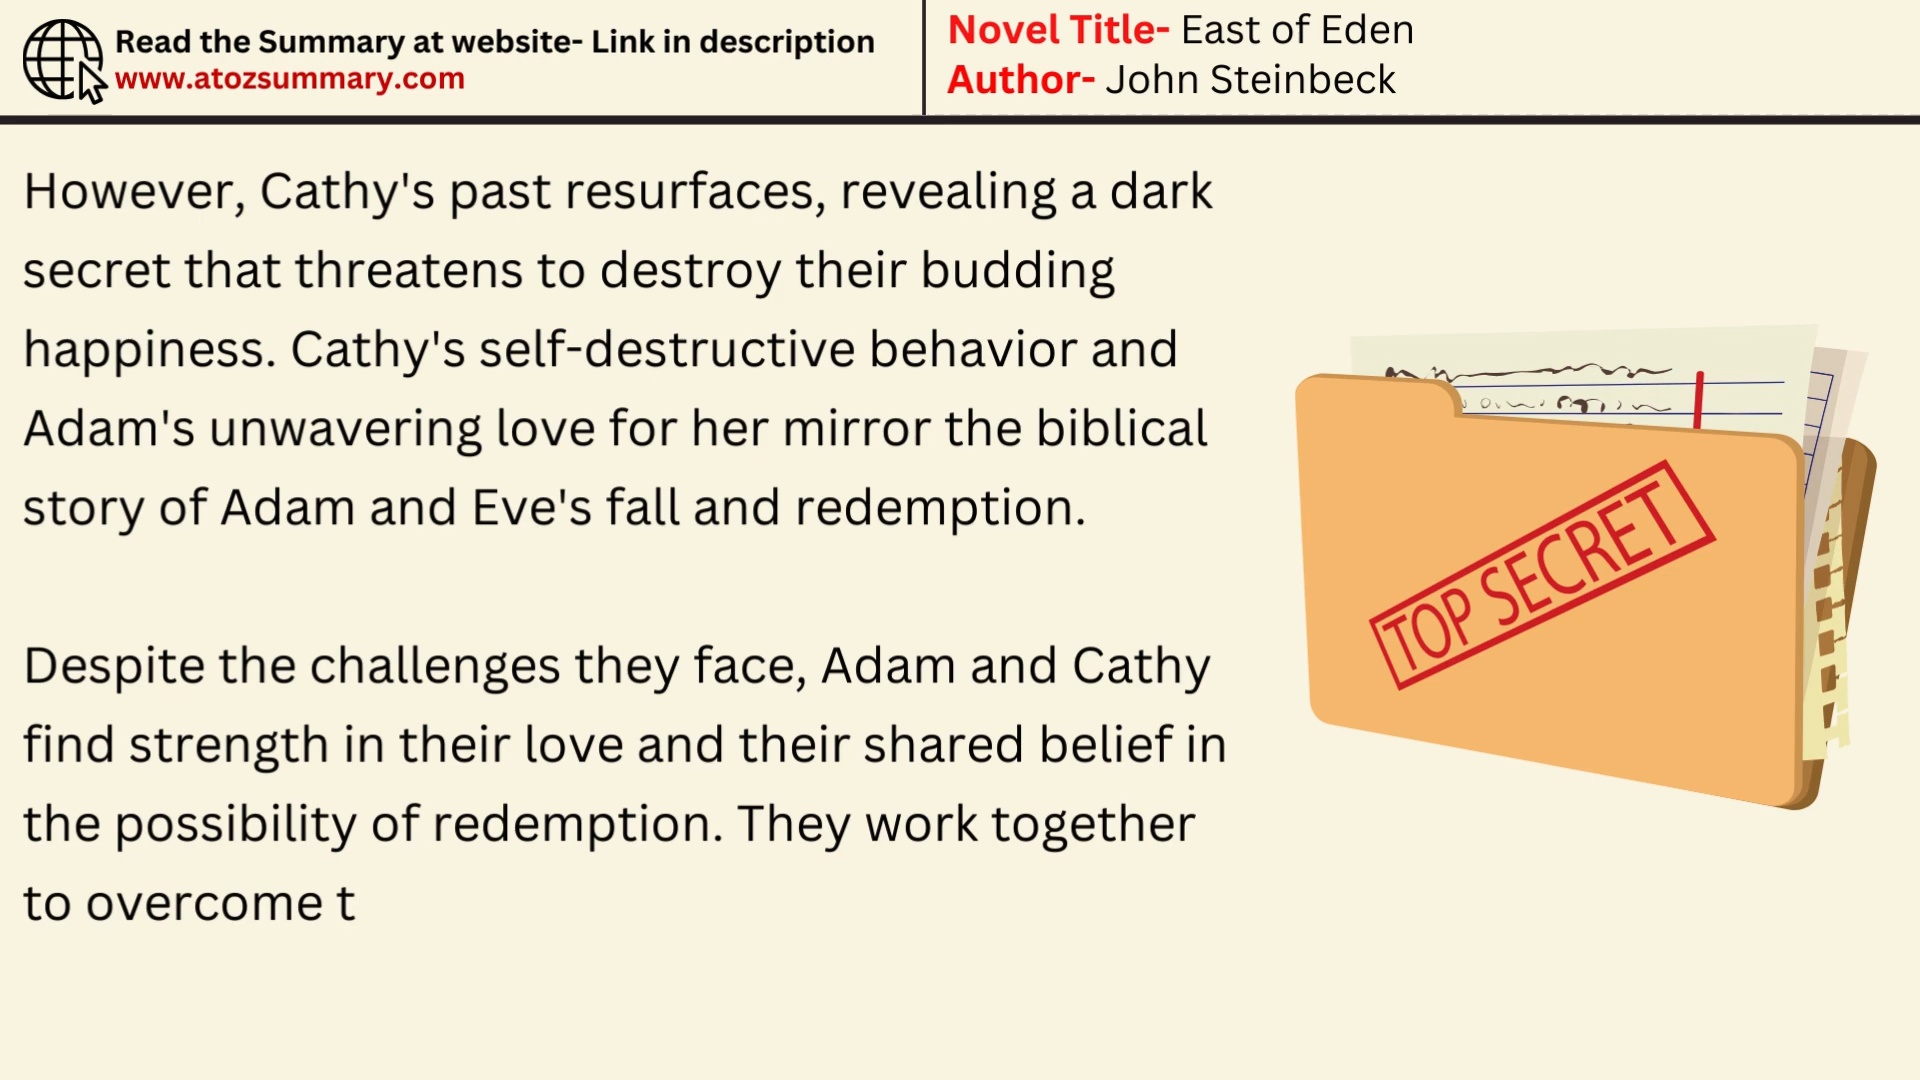 Read the Summary at website- Link in description
www.atozsummary.com
Novel Title- East of Eden
Author- John Steinbeck
However, Cathy's past resurfaces, revealing a dark
secret that threatens to destroy their budding
happiness. Cathy's self-destructive behavior and
Adam's unwavering love for her mirror the biblical
story of Adam and Eve's fall and redemption.
Despite the challenges they face, Adam and Cathy
find strength in their love and their shared belief in
the possibility of redemption. They work together
to overcome t
TOP SECRET